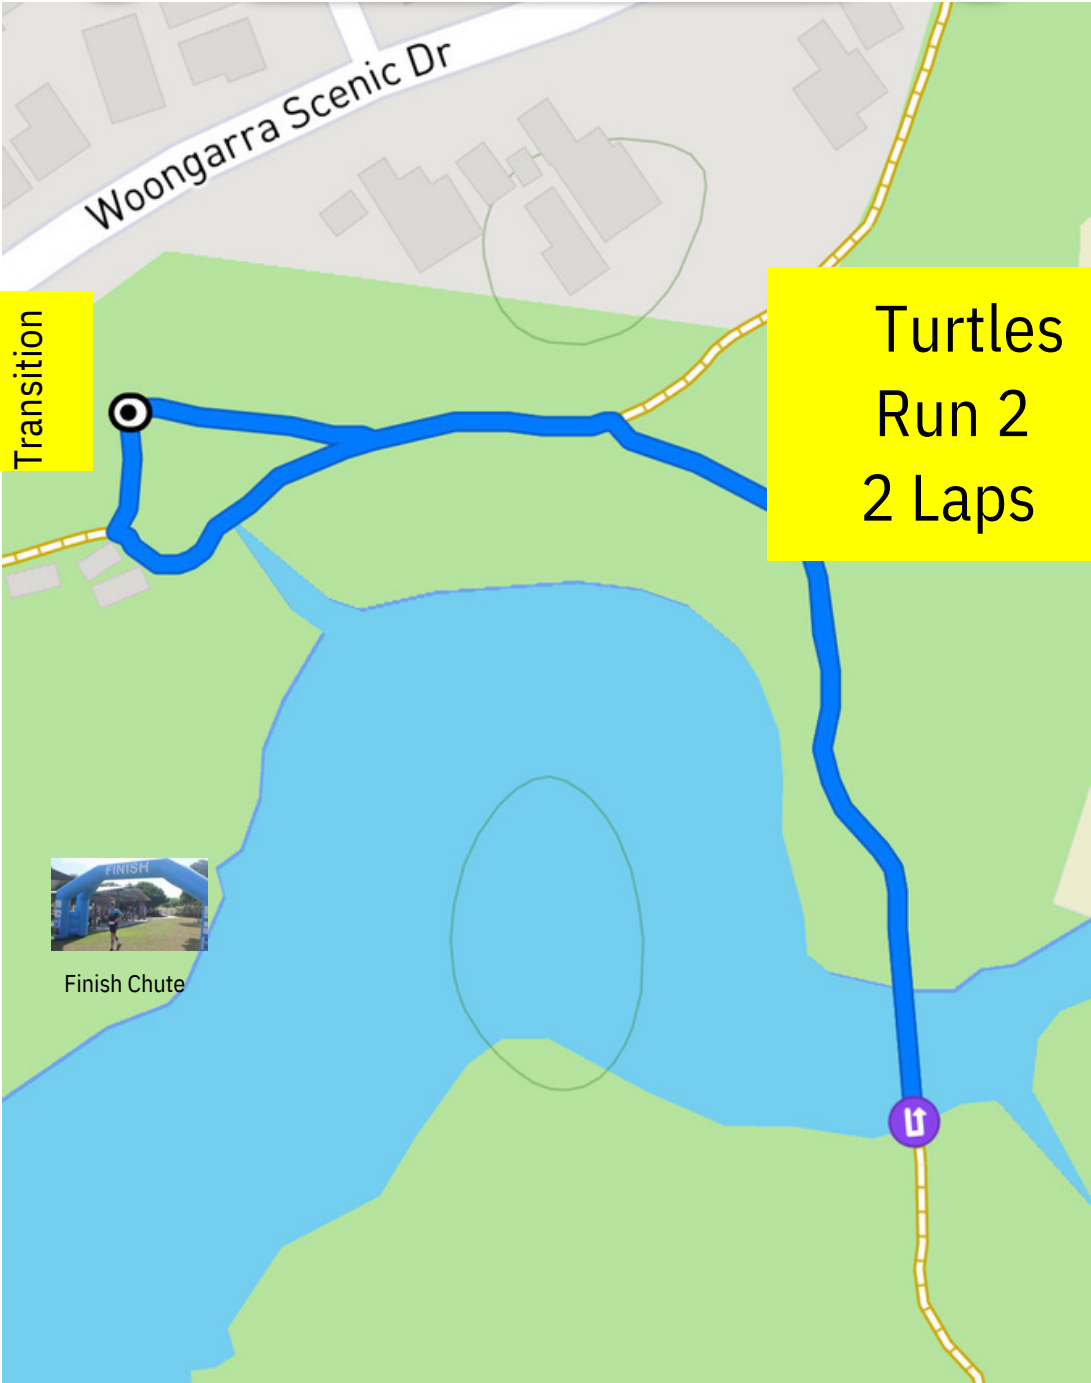 Woongarra Scenic Dr
Transition
Turtles
Run 2
2 Laps
FINISH
Finish Chute